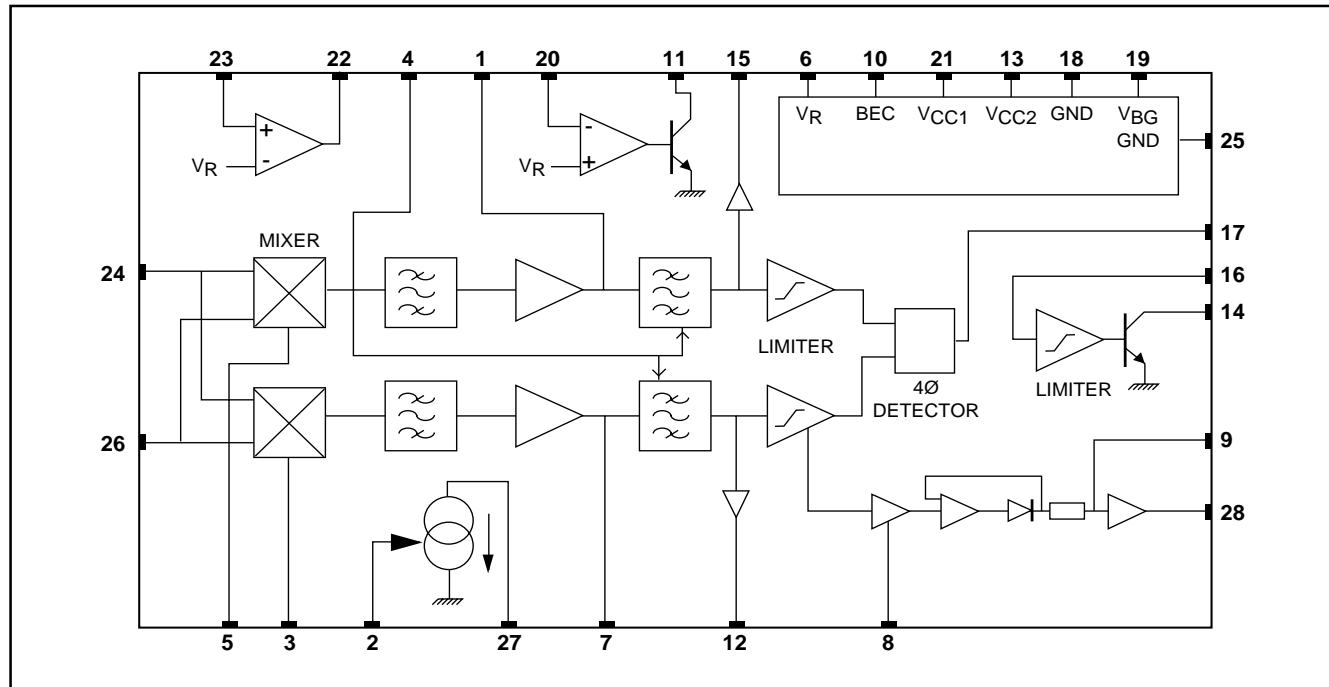 23 22 4 1 20 11 15 6 10 21 13 18 19
VR BEC VCC1 VCC2 GND VBG
GND
25
+
-
VR
-
+
VR
17
MIXER
24
16
14
LIMITER
4Ø
DETECTOR
LIMITER
26
9
28
5 3 2 27 7 12 8